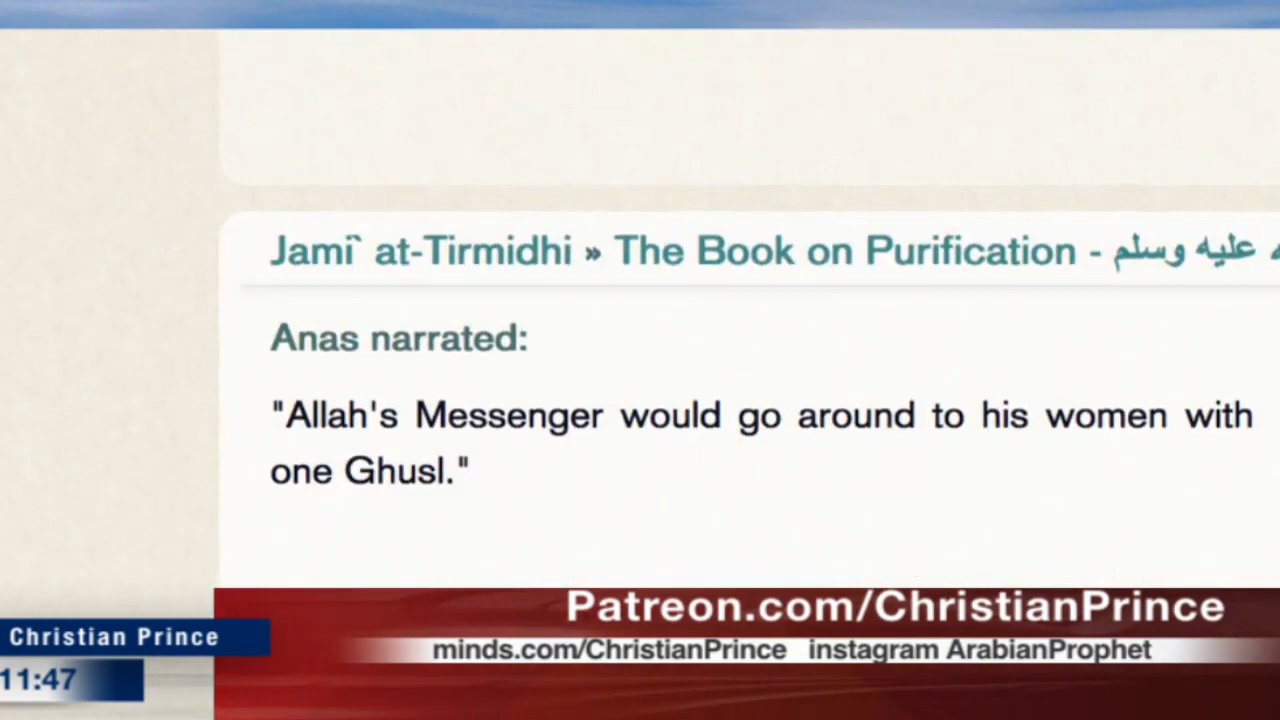 Jami` at-Tirmidhi » The Book on Purification - عليه وسلم
Anas narrated:
"Allah's Messenger would go around to his women with
one Ghusl."
Patreon.com/ChristianPrince
Christian Prince
minds.com/ChristianPrince instagram ArabianProphet
11:47